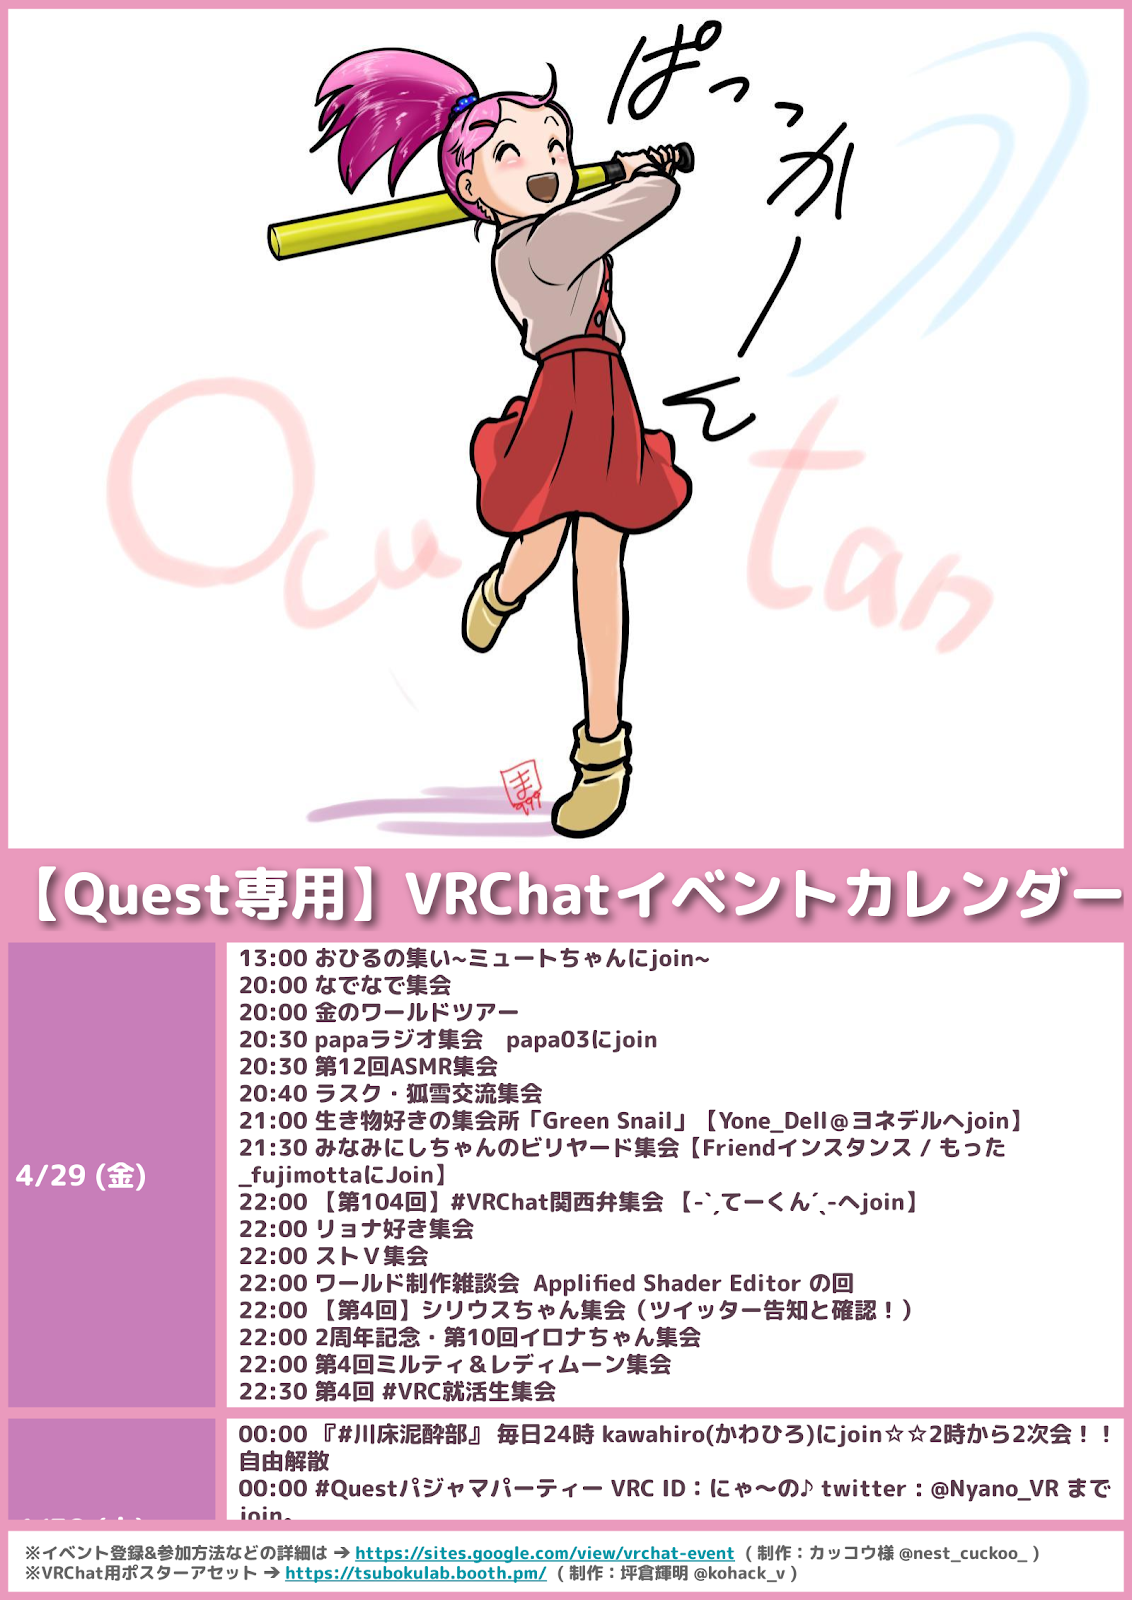 ぱっっかーん
Ocu tan
ま
999
【Quest専用】VRChatイベントカレンダー
4/29 (金)
13:00 おひるの集い~ミュートちゃんにjoin~
20:00 なでなで集会
20:00 金のワールドツアー
20:30 papaラジオ集会　papa03にjoin
20:30 第12回ASMR集会
20:40 ラスク・狐雪交流集会
21:00 生き物好きの集会所「Green Snail」【Yone_Dell@ヨネデルへjoin】
21:30 みなみにしちゃんのビリヤード集会【Friendインスタンス / もった
_fujimottaにJoin】
22:00 【第104回】#VRChat関西弁集会 【-ˋˏてーくんˊˎ-へjoin】
22:00 リョナ好き集会
22:00 ストＶ集会
22:00 ワールド制作雑談会  Applified Shader Editor の回
22:00 【第4回】シリウスちゃん集会（ツイッター告知と確認！）
22:00 2周年記念・第10回イロナちゃん集会
22:00 第4回ミルティ＆レディムーン集会
22:30 第4回 #VRC就活生集会
00:00 『#川床泥酔部』 毎日24時 kawahiro(かわひろ)にjoin☆☆2時から2次会！！
自由解散
00:00 #Questパジャマパーティー VRC ID：にゃ〜の♪ twitter : @Nyano_VR まで
join。
※イベント登録&参加方法などの詳細は ➔ https://sites.google.com/view/vrchat-event （ 制作：カッコウ様 @nest_cuckoo_ ）
※VRChat用ポスターアセット ➔ https://tsubokulab.booth.pm/ （ 制作：坪倉輝明 @kohack_v ）